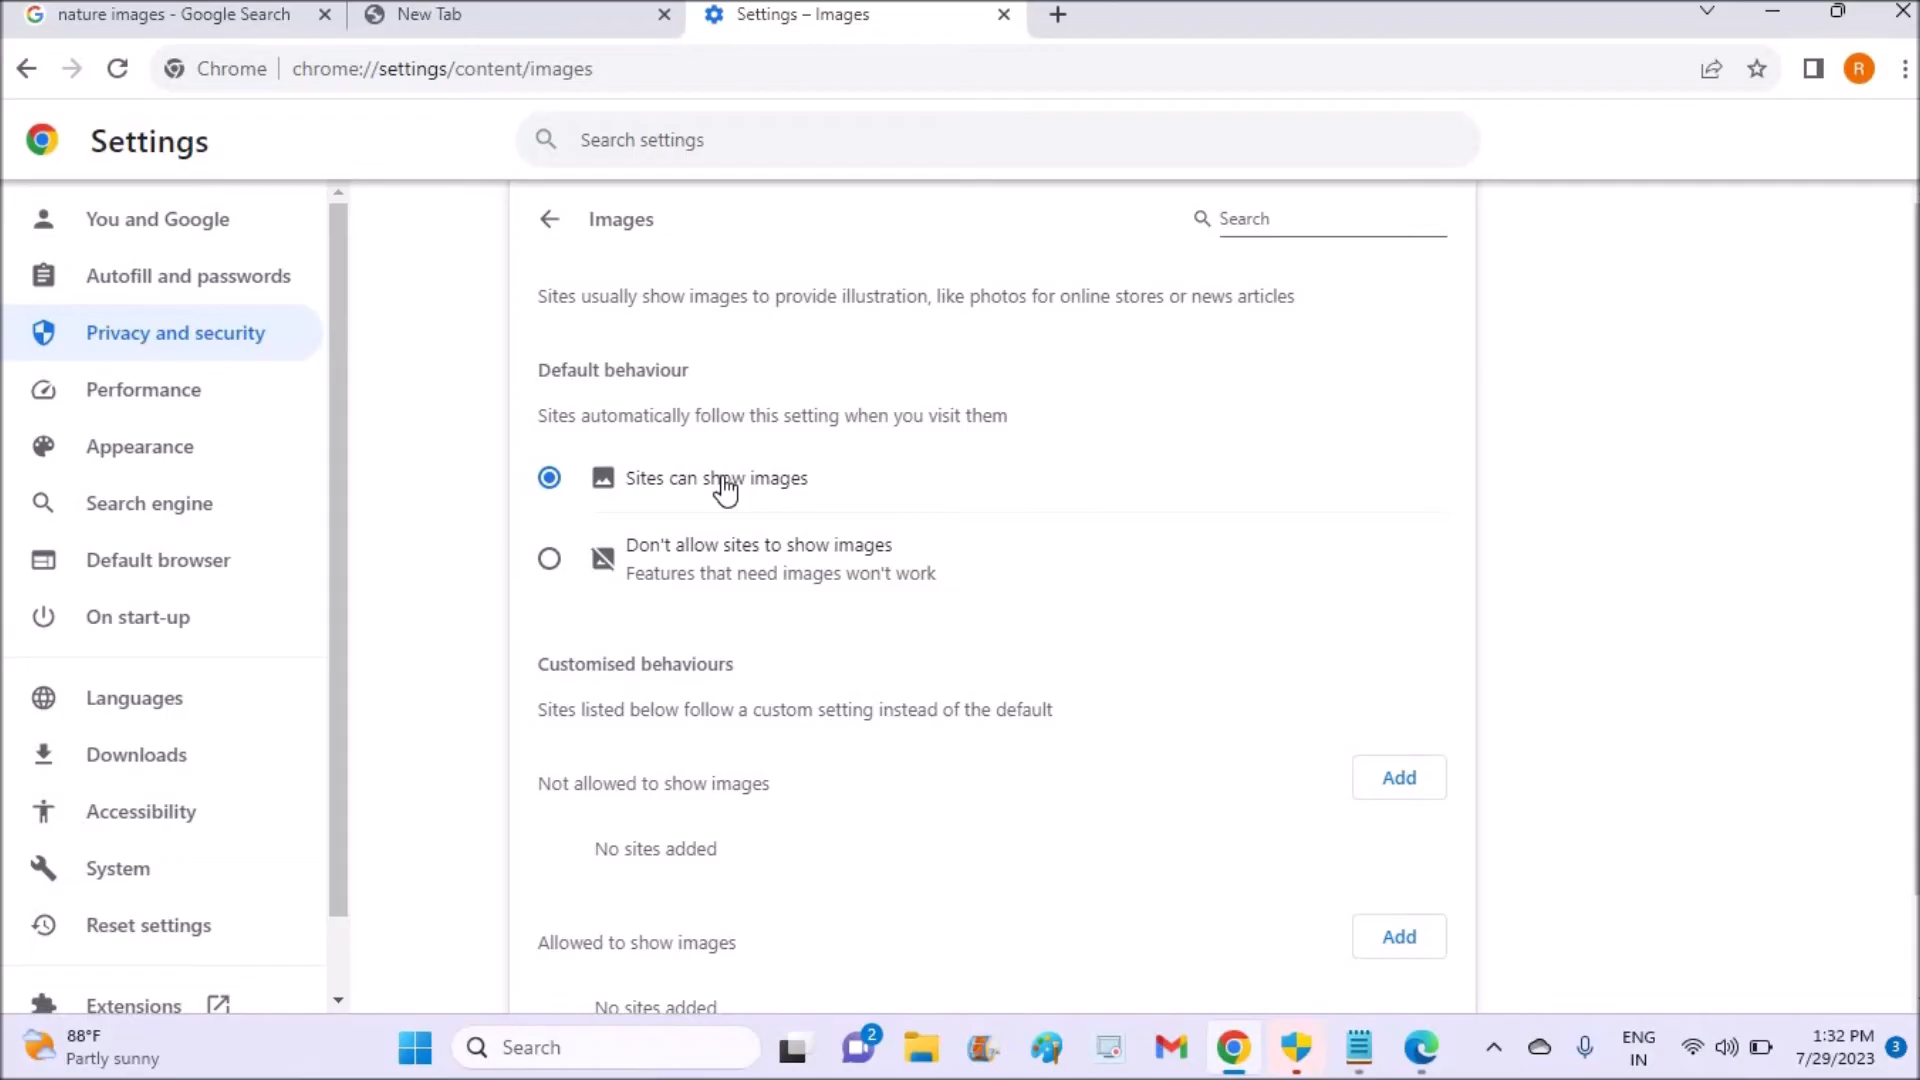 nature images - Google Search
New Tab
Settings – Images
Chrome
chrome://settings/content/images
R
Settings
Search settings
You and Google
Autofill and passwords
Privacy and security
Performance
Appearance
Search engine
Default browser
On start-up
Languages
Downloads
Accessibility
System
Reset settings
Extensions
Images
Search
Sites usually show images to provide illustration, like photos for online stores or news articles
Default behaviour
Sites automatically follow this setting when you visit them
Sites can show images
Don't allow sites to show images
Features that need images won't work
Customised behaviours
Sites listed below follow a custom setting instead of the default
Not allowed to show images
Add
No sites added
Allowed to show images
Add
No sites added
88°F
Partly sunny
Search
2
ENG
IN
1:32 PM
7/29/2023
3